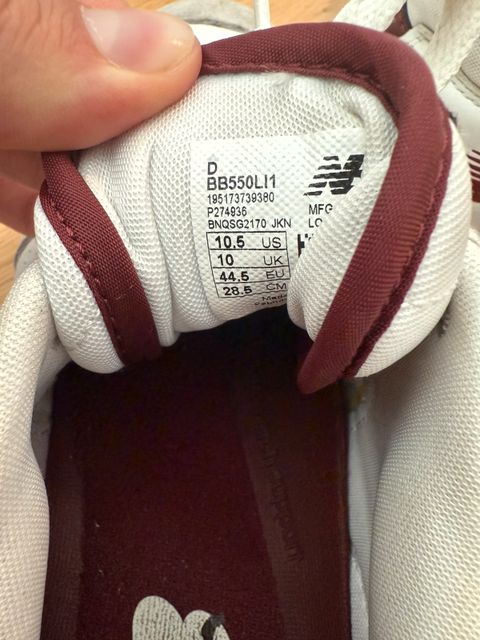 D
BB550LI1
195173739380
P274936
BNQSG2170 JKN
MFG
10.5 US
10 UK
44.5 EU
28.5 CM